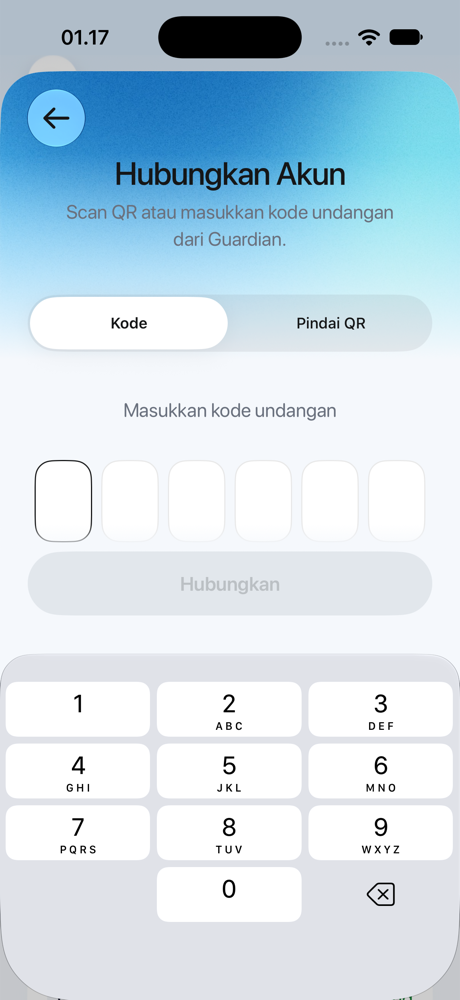 01.17
Hubungkan Akun
Scan QR atau masukkan kode undangan
dari Guardian.
Kode
Pindai QR
Masukkan kode undangan
Hubungkan
1
2
ABC
3
DEF
4
GHI
5
JKL
6
MNO
7
PQRS
8
TUV
9
WXYZ
0